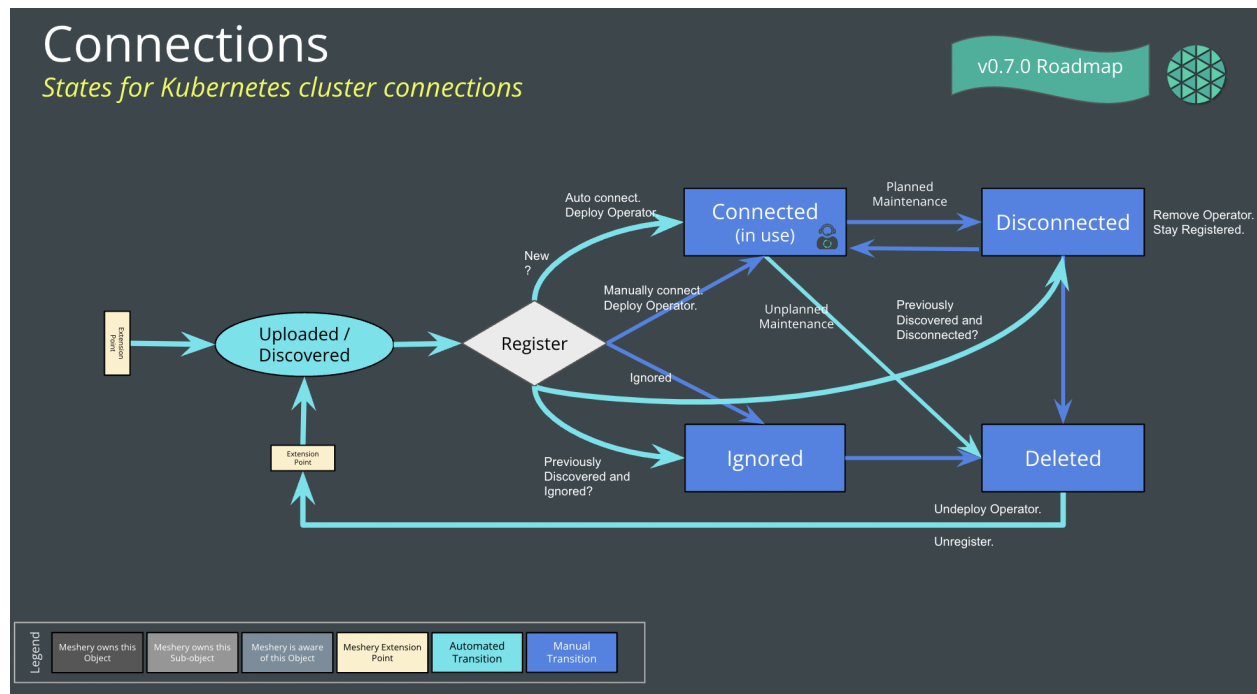 Connections
States for Kubernetes cluster connections
v0.7.0 Roadmap
Auto connect.
Deploy Operator
Connected
(in use)
Planned
Maintenance
Disconnected
Remove Operator.
Stay Registered.
New
?
Manually connect.
Deploy Operator.
Unplanned
Maintenance
Previously
Discovered and
Disconnected?
Extension
Point
Uploaded /
Discovered
Register
Ignored
Extension
Point
Previously
Discovered and
Ignored?
Ignored
Deleted
Undeploy Operator.
Unregister.
Legend
Meshery owns this
Object
Meshery owns this
Sub-object
Meshery is aware
of this Object
Meshery Extension
Point
Automated
Transition
Manual
Transition